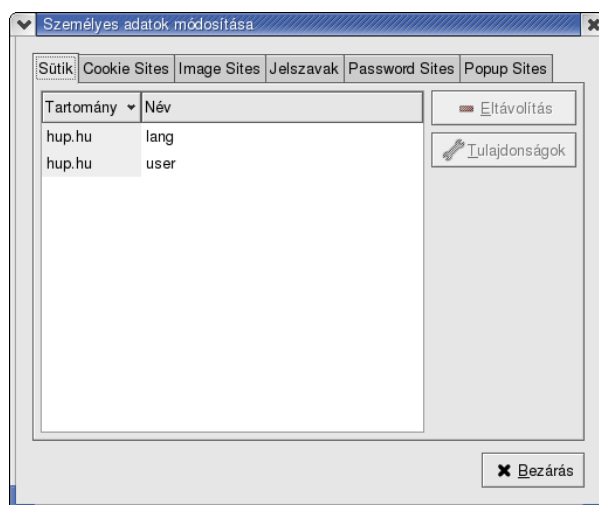 Személyes adatok módosítása
Sütik Cookie Sites Image Sites Jelszavak Password Sites Popup Sites
Tartomány Név
Eltávolítás
hup.hu lang
Tulajdonságok
hup.hu user
Bezárás